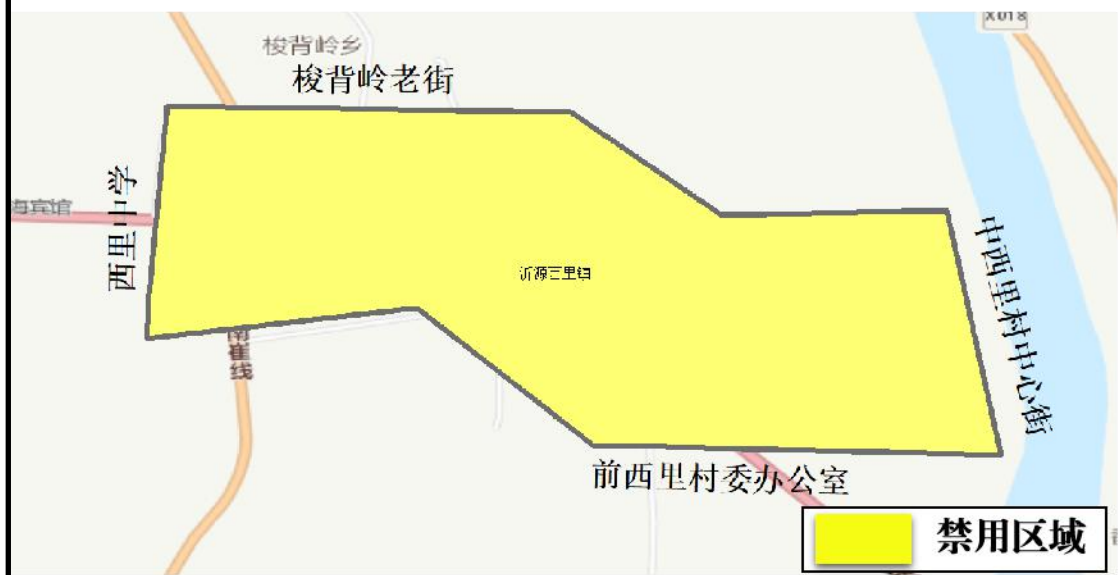 X018
梭背岭乡
梭背岭老街
西里中学
海宾馆
沂源西里镇
中西里村中心街
南崔线
前西里村委办公室
禁用区域